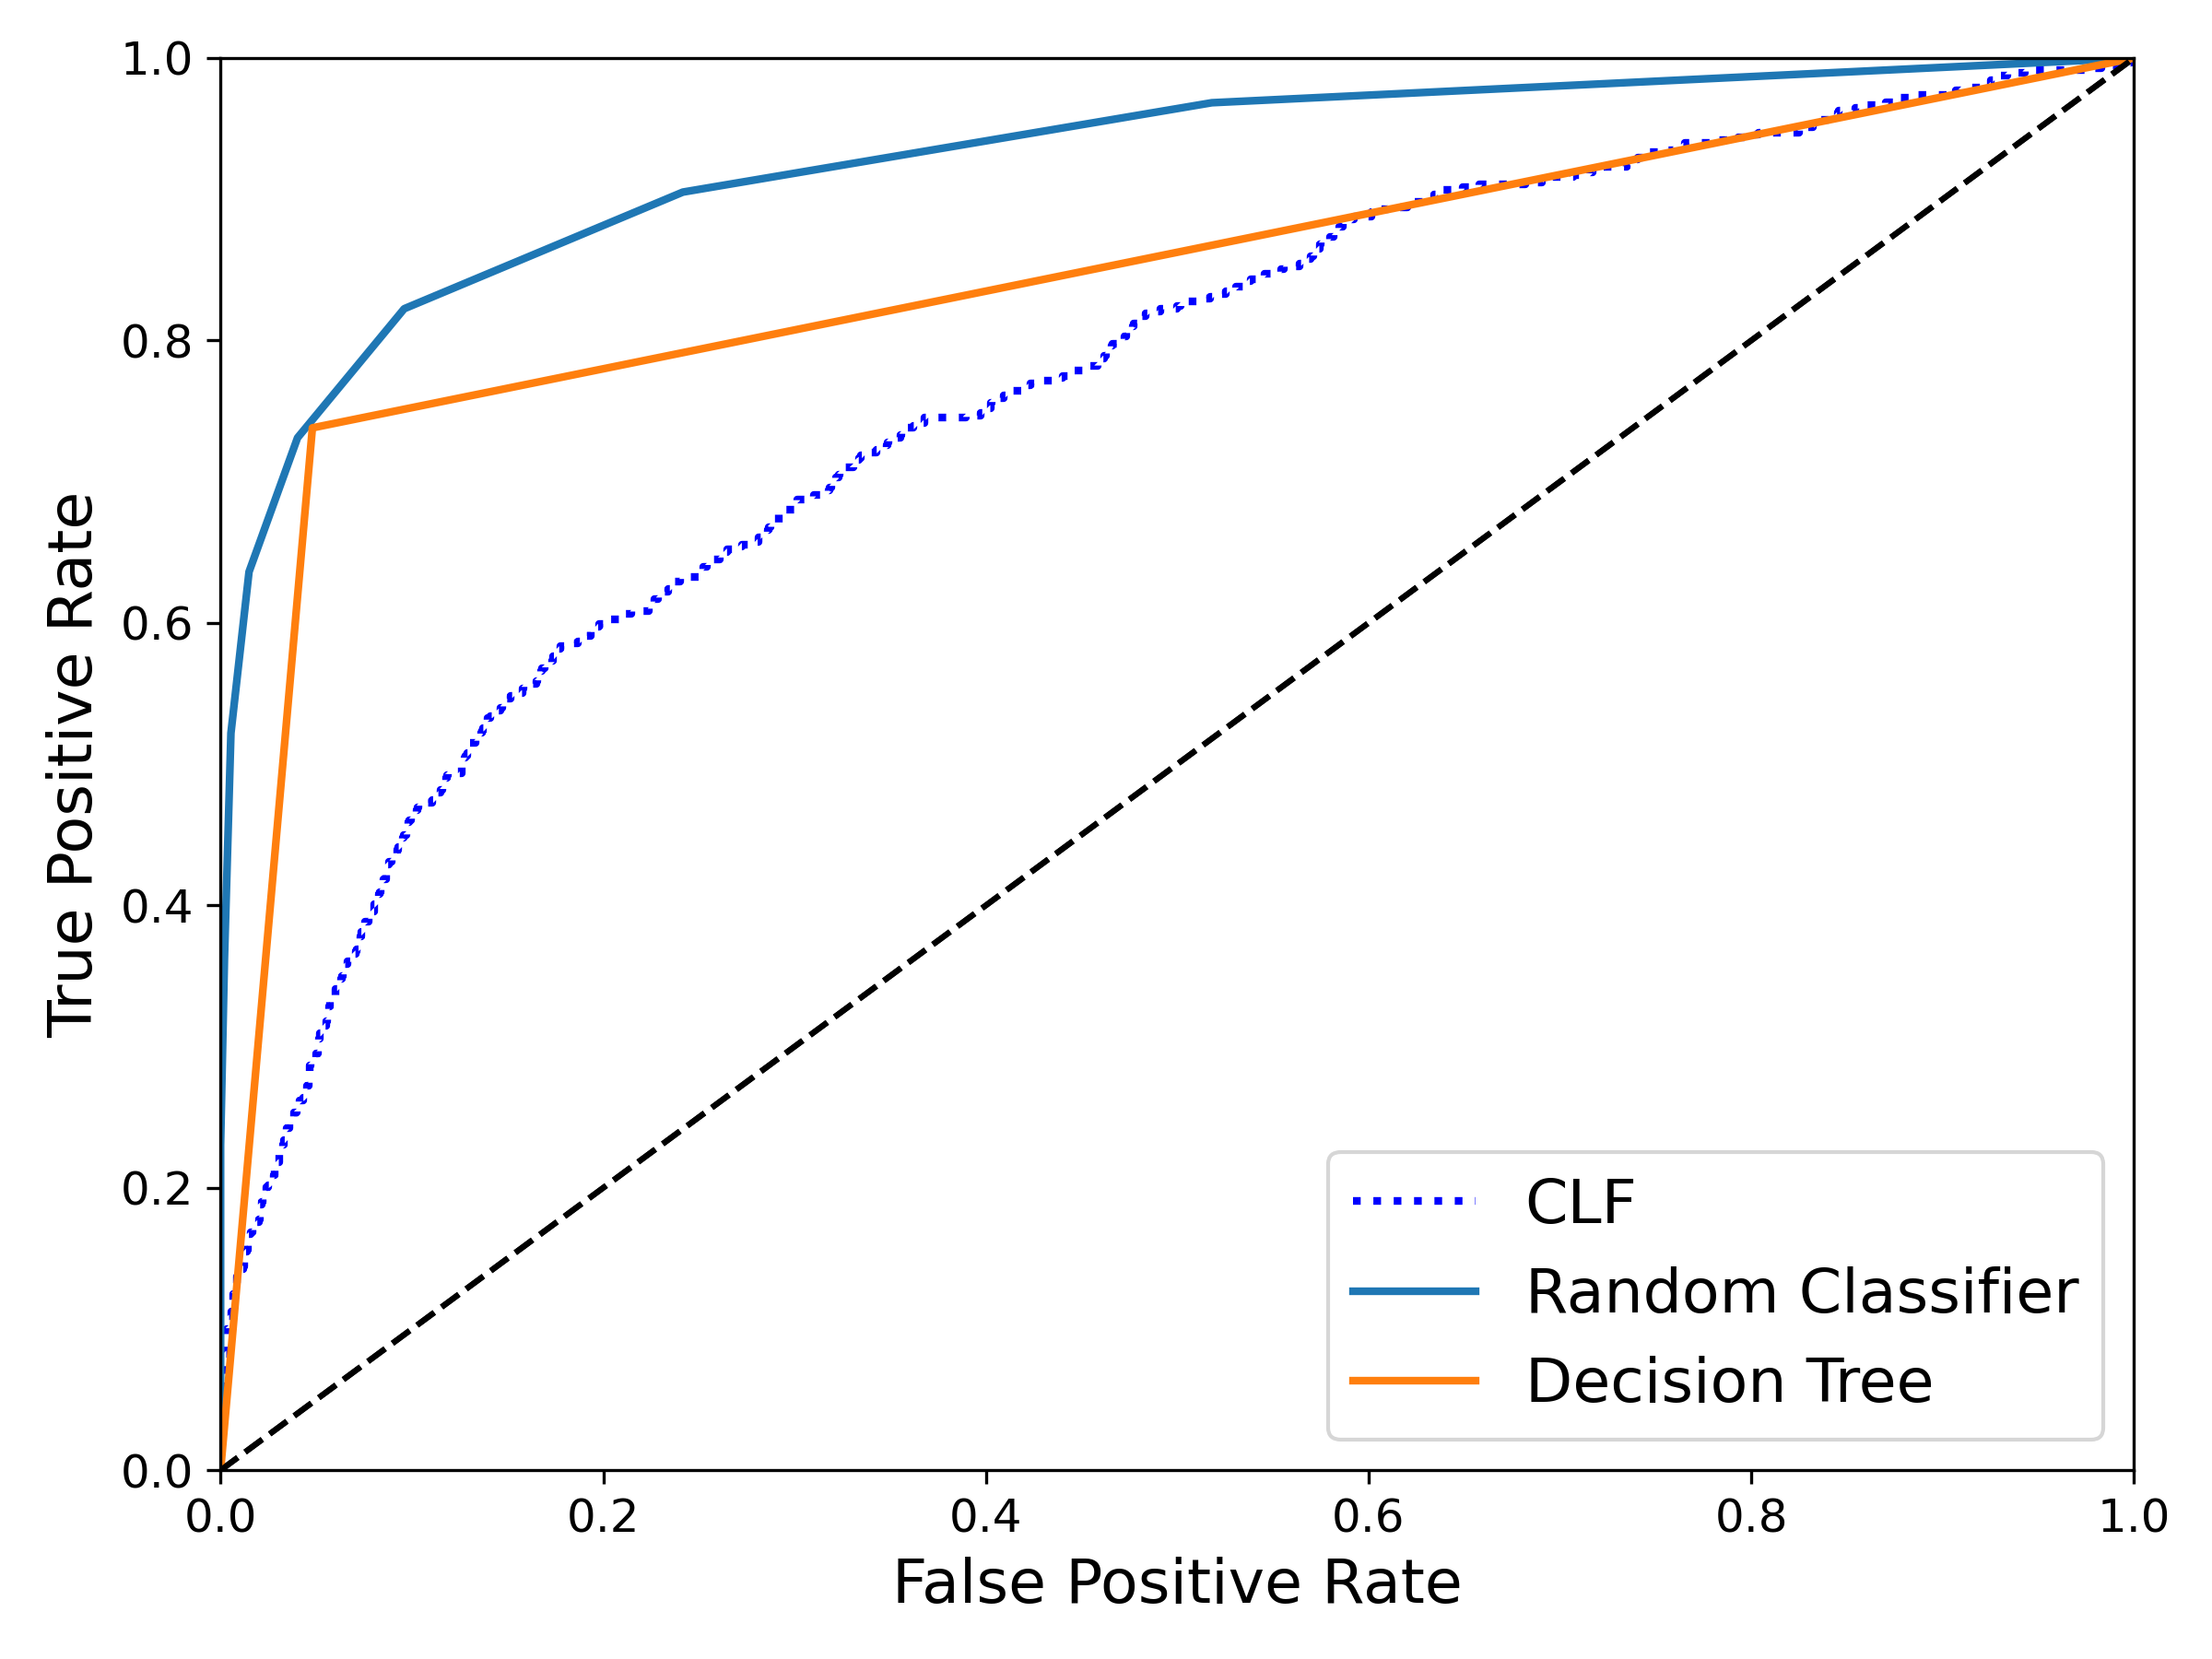 1.0
0.8
0.6
0.4
0.2
0.0
True Positive Rate
0.0 0.2 0.4 0.6 0.8 1.0
False Positive Rate
CLF
Random Classifier
Decision Tree